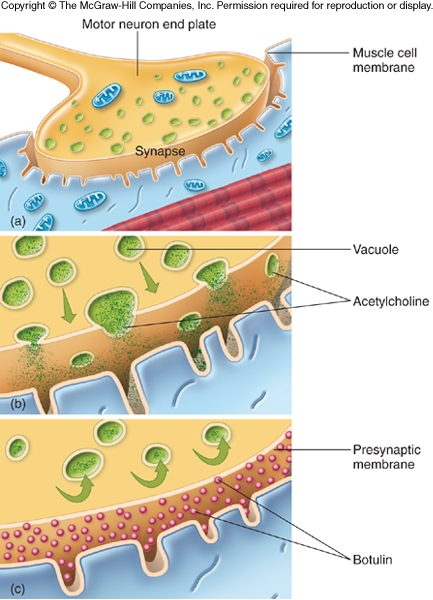 Copyright © The McGraw-Hill Companies, Inc. Permission required for reproduction or display.
Motor neuron end plate
Muscle cell
membrane
Synapse
(a)
Vacuole
Acetylcholine
(b)
Presynaptic
membrane
Botulin
(c)